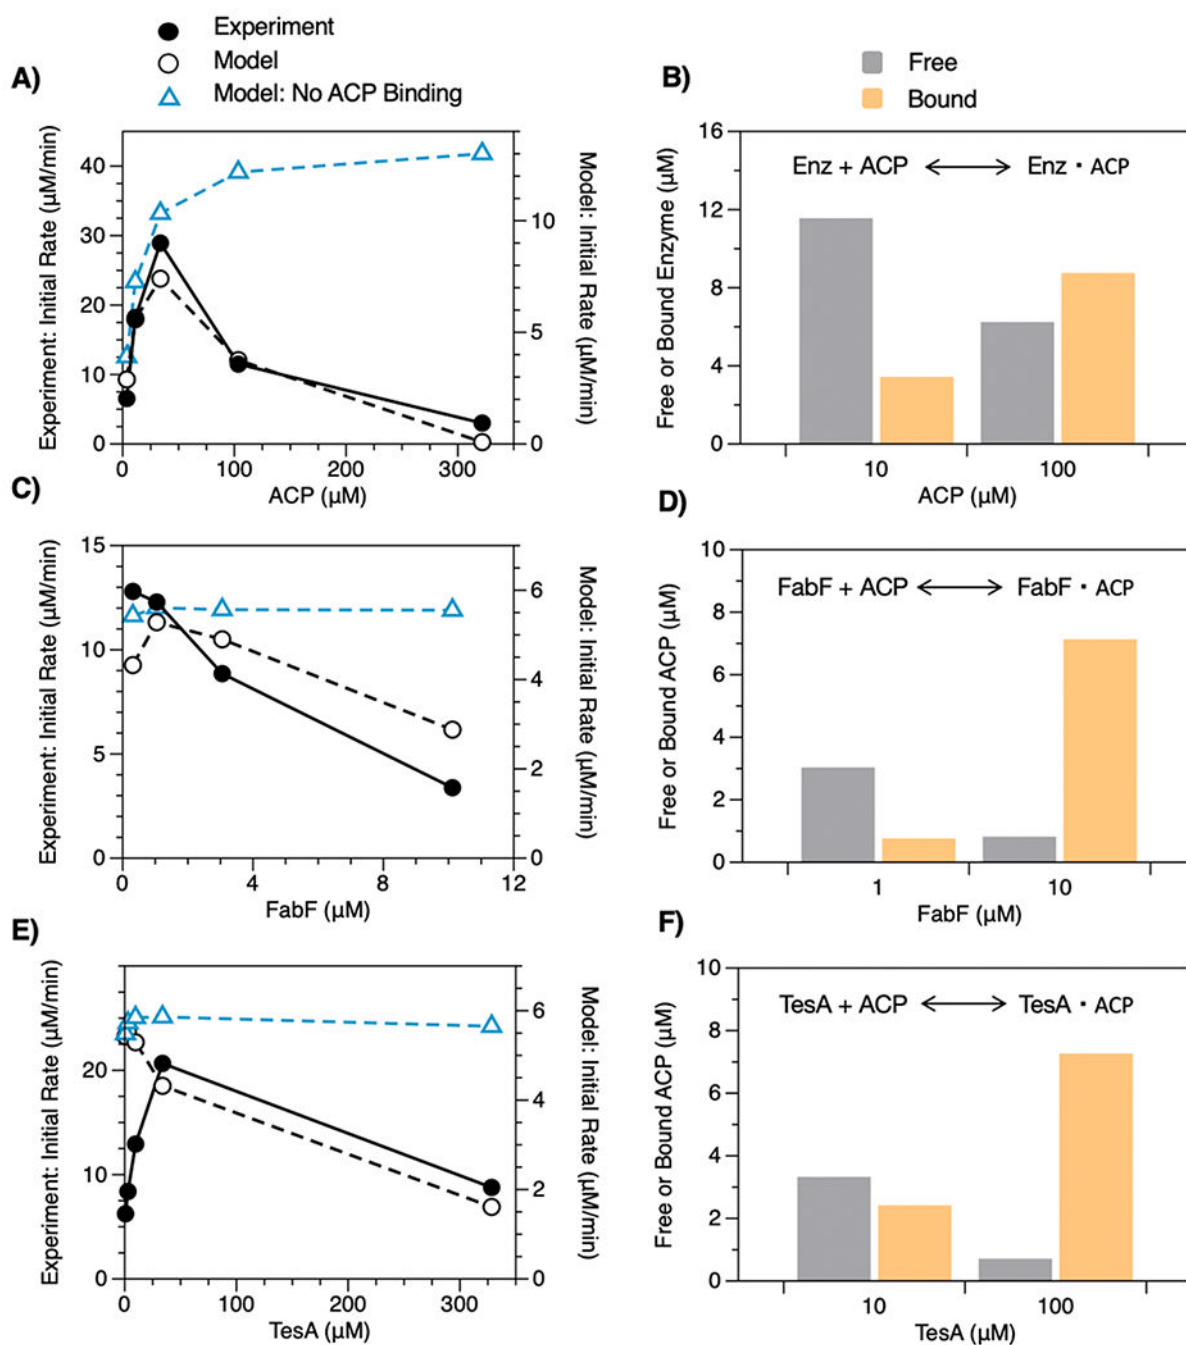 Experiment
Model
Model: No ACP Binding
A)
Experiment: Initial Rate (µM/min)
40
30
20
10
0
Model: Initial Rate (µM/min)
10
5
0
0 100 200 300
ACP (µM)
Free
Bound
B)
Free or Bound Enzyme (µM)
16
12
8
4
0
Enz + ACP ⟷ Enz · ACP
10 100
ACP (µM)
C)
Experiment: Initial Rate (µM/min)
15
10
5
0
Model: Initial Rate (µM/min)
6
4
2
0
0 4 8 12
FabF (µM)
D)
Free or Bound ACP (µM)
10
8
6
4
2
0
FabF + ACP ⟷ FabF · ACP
1 10
FabF (µM)
E)
Experiment: Initial Rate (µM/min)
20
10
0
Model: Initial Rate (µM/min)
6
4
2
0
0 100 200 300
TesA (µM)
F)
Free or Bound ACP (µM)
10
8
6
4
2
0
TesA + ACP ⟷ TesA · ACP
10 100
TesA (µM)